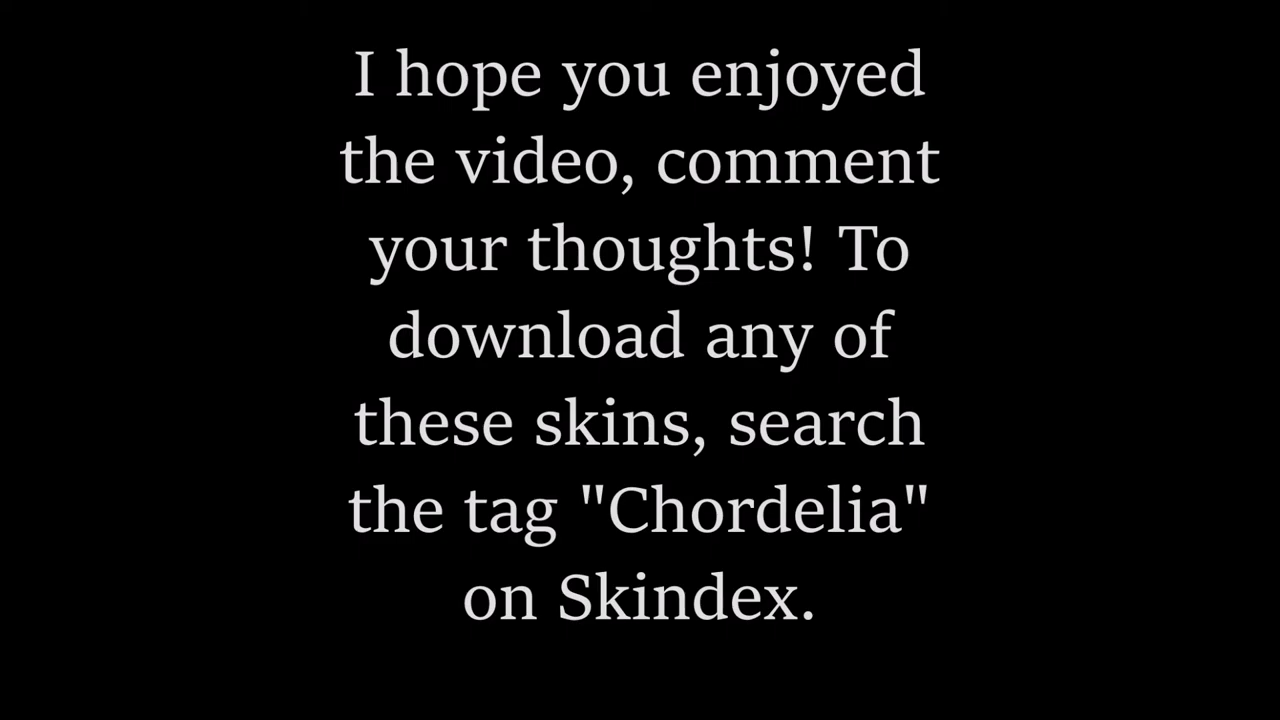 I hope you enjoyed
the video, comment
your thoughts! To
download any of
these skins, search
the tag "Chordelia"
on Skindex.